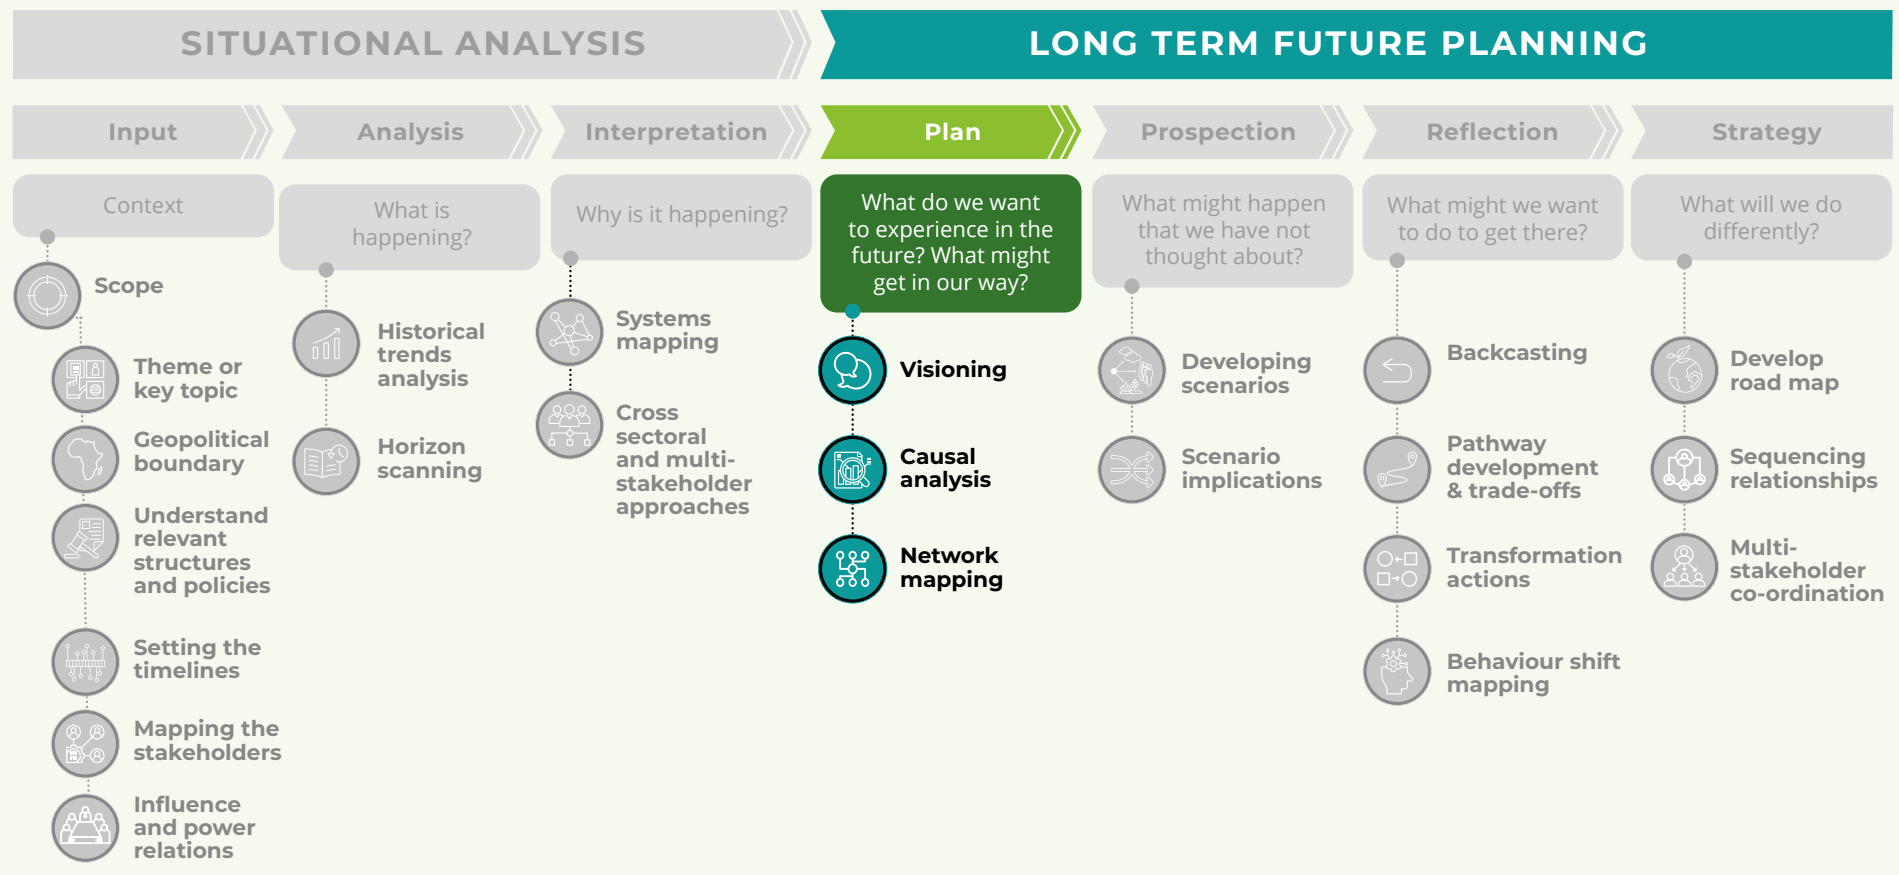 SITUATIONAL ANALYSIS
LONG TERM FUTURE PLANNING
Input
Analysis
Interpretation
Plan
Prospection
Reflection
Strategy
Context
Scope
Theme or
key topic
Geopolitical
boundary
Understand
relevant
structures
and policies
Setting the
timelines
Mapping the
stakeholders
Influence
and power
relations
What is
happening?
Historical
trends
analysis
Horizon
scanning
Why is it happening?
Systems
mapping
Cross
sectoral
and multi-
stakeholder
approaches
What do we want
to experience in the
future? What might
get in our way?
Visioning
Causal
analysis
Network
mapping
What might happen
that we have not
thought about?
Developing
scenarios
Scenario
implications
What might we want
to do to get there?
Backcasting
Pathway
development
& trade-offs
Transformation
actions
Behaviour shift
mapping
What will we do
differently?
Develop
road map
Sequencing
relationships
Multi-
stakeholder
co-ordination